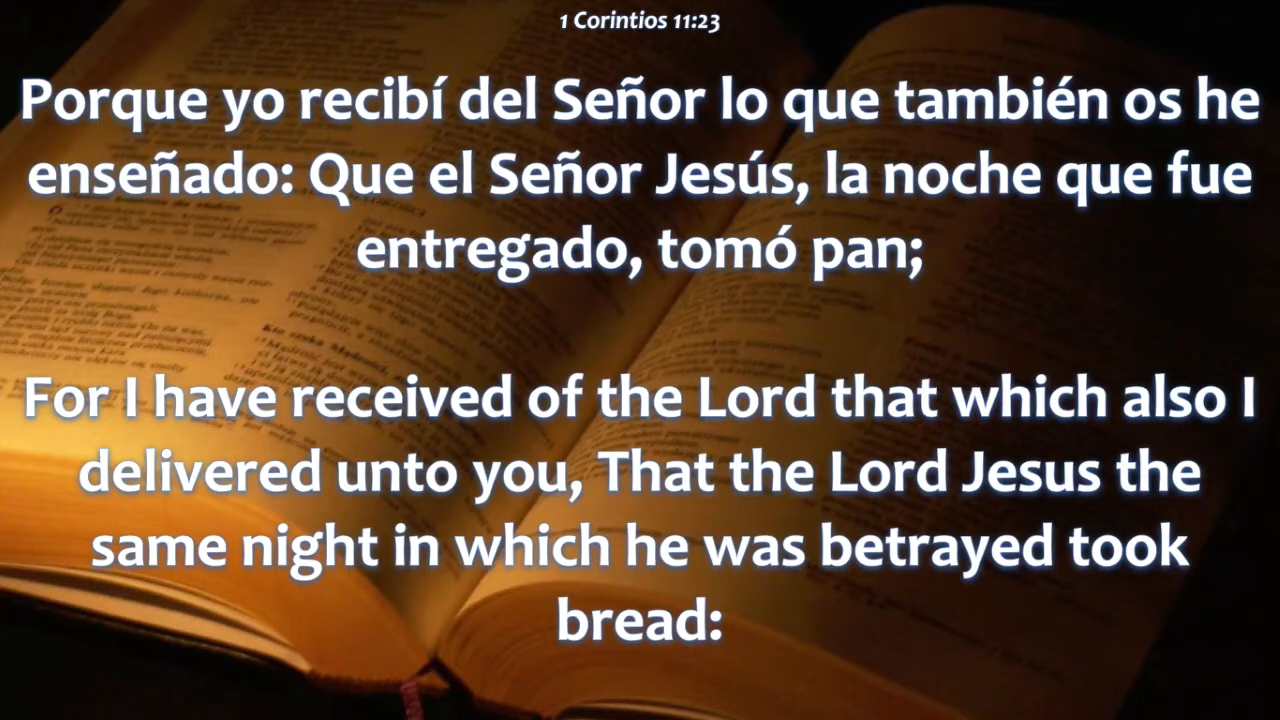 1 Corintios 11:23
Porque yo recibí del Señor lo que también os he
enseñado: Que el Señor Jesús, la noche que fue
entregado, tomó pan;
For I have received of the Lord that which also I
delivered unto you, That the Lord Jesus the
same night in which he was betrayed took
bread: